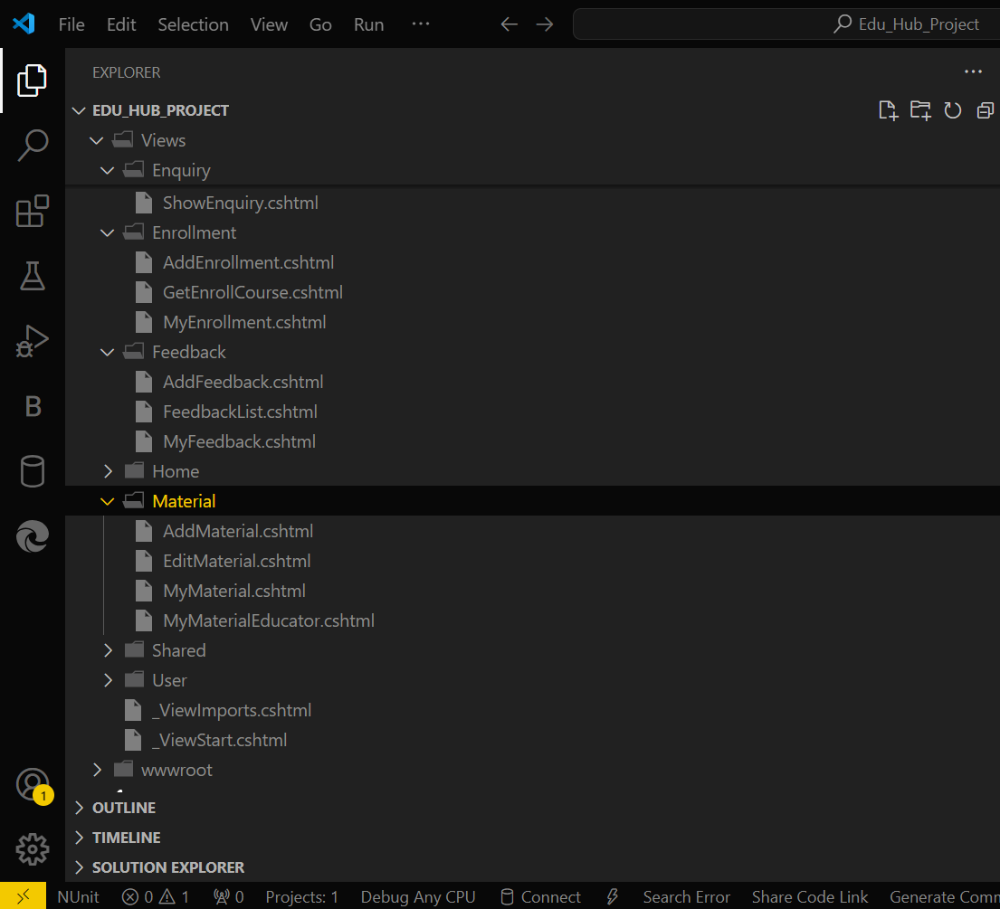 File Edit Selection View Go Run ··· Edu_Hub_Project
EXPLORER
EDU_HUB_PROJECT
Views
Enquiry
ShowEnquiry.cshtml
Enrollment
AddEnrollment.cshtml
GetEnrollCourse.cshtml
MyEnrollment.cshtml
Feedback
AddFeedback.cshtml
FeedbackList.cshtml
MyFeedback.cshtml
B
Home
Material
AddMaterial.cshtml
EditMaterial.cshtml
MyMaterial.cshtml
MyMaterialEducator.cshtml
Shared
User
_ViewImports.cshtml
_ViewStart.cshtml
wwwroot
1
OUTLINE
TIMELINE
SOLUTION EXPLORER
NUnit 0 1 0 Projects: 1 Debug Any CPU Connect Search Error Share Code Link Generate Comm